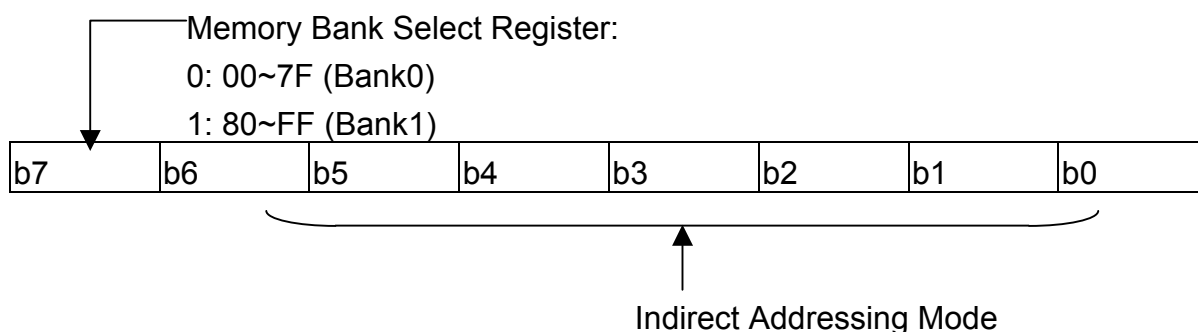 Memory Bank Select Register:
0: 00~7F (Bank0)
1: 80~FF (Bank1)
b7 b6 b5 b4 b3 b2 b1 b0
Indirect Addressing Mode